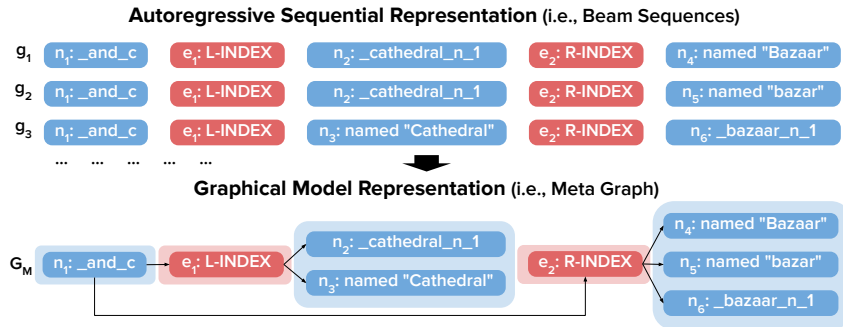 Autoregressive Sequential Representation (i.e., Beam Sequences)
g₁ n₁: _and_c e₁: L-INDEX n₂: _cathedral_n_1 e₂: R-INDEX n₄: named "Bazaar"
g₂ n₁: _and_c e₁: L-INDEX n₂: _cathedral_n_1 e₂: R-INDEX n₅: named "bazar"
g₃ n₁: _and_c e₁: L-INDEX n₃: named "Cathedral" e₂: R-INDEX n₆: _bazaar_n_1
... ... ... ... ...
Graphical Model Representation (i.e., Meta Graph)
n₄: named "Bazaar"
n₂: _cathedral_n_1
G_M n₁: _and_c e₁: L-INDEX e₂: R-INDEX n₅: named "bazar"
n₃: named "Cathedral"
n₆: _bazaar_n_1